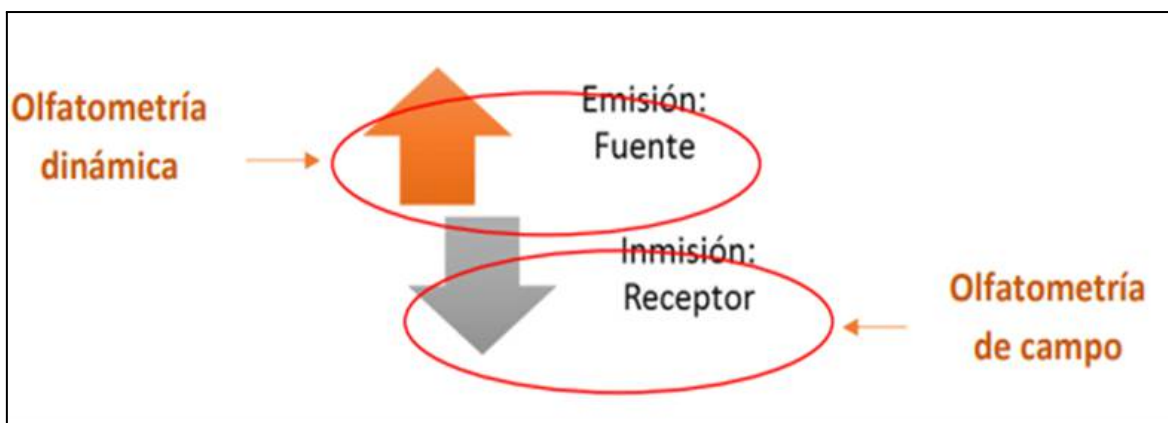 Olfatometría
dinámica
Emisión:
Fuente
Inmisión:
Receptor
Olfatometría
de campo